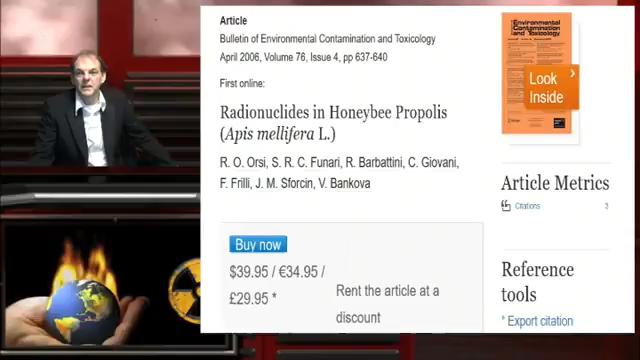 Article
Bulletin of Environmental Contamination and Toxicology
April 2006, Volume 76, Issue 4, pp 637-640
First online:
Radionuclides in Honeybee Propolis
(Apis mellifera L.)
R. O. Orsi, S. R. C. Funari, R. Barbattini, C. Giovani,
F. Frilli, J. M. Sforcin, V. Bankova
Buy now
$39.95 / €34.95 /
£29.95 *
Rent the article at a
discount
Environmental
Contamination
and Toxicology
Look
Inside
Article Metrics
Citations 3
Reference
tools
Export citation